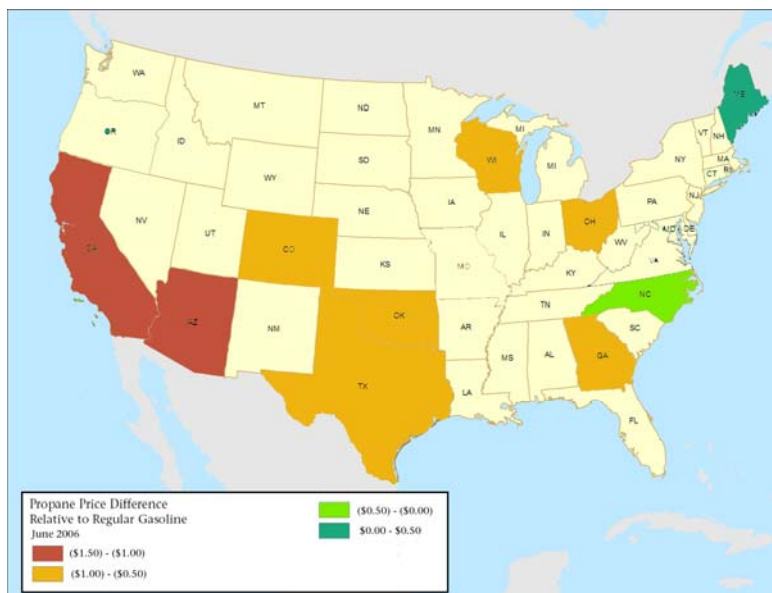 WA
MT
ND
MN
ME
OR
ID
SD
WI
MI
MI
VT
NH
NY
MA
CT
RI
WY
IA
PA
NJ
NE
NV
UT
IL
IN
OH
MD
DE
CA
CO
KS
MO
WV
VA
KY
NC
TN
AZ
NM
OK
AR
SC
MS
AL
GA
TX
LA
FL
Propane Price Difference
Relative to Regular Gasoline
June 2006
($1.50) - ($1.00)
($1.00) - ($0.50)
($0.50) - ($0.00)
$0.00 - $0.50